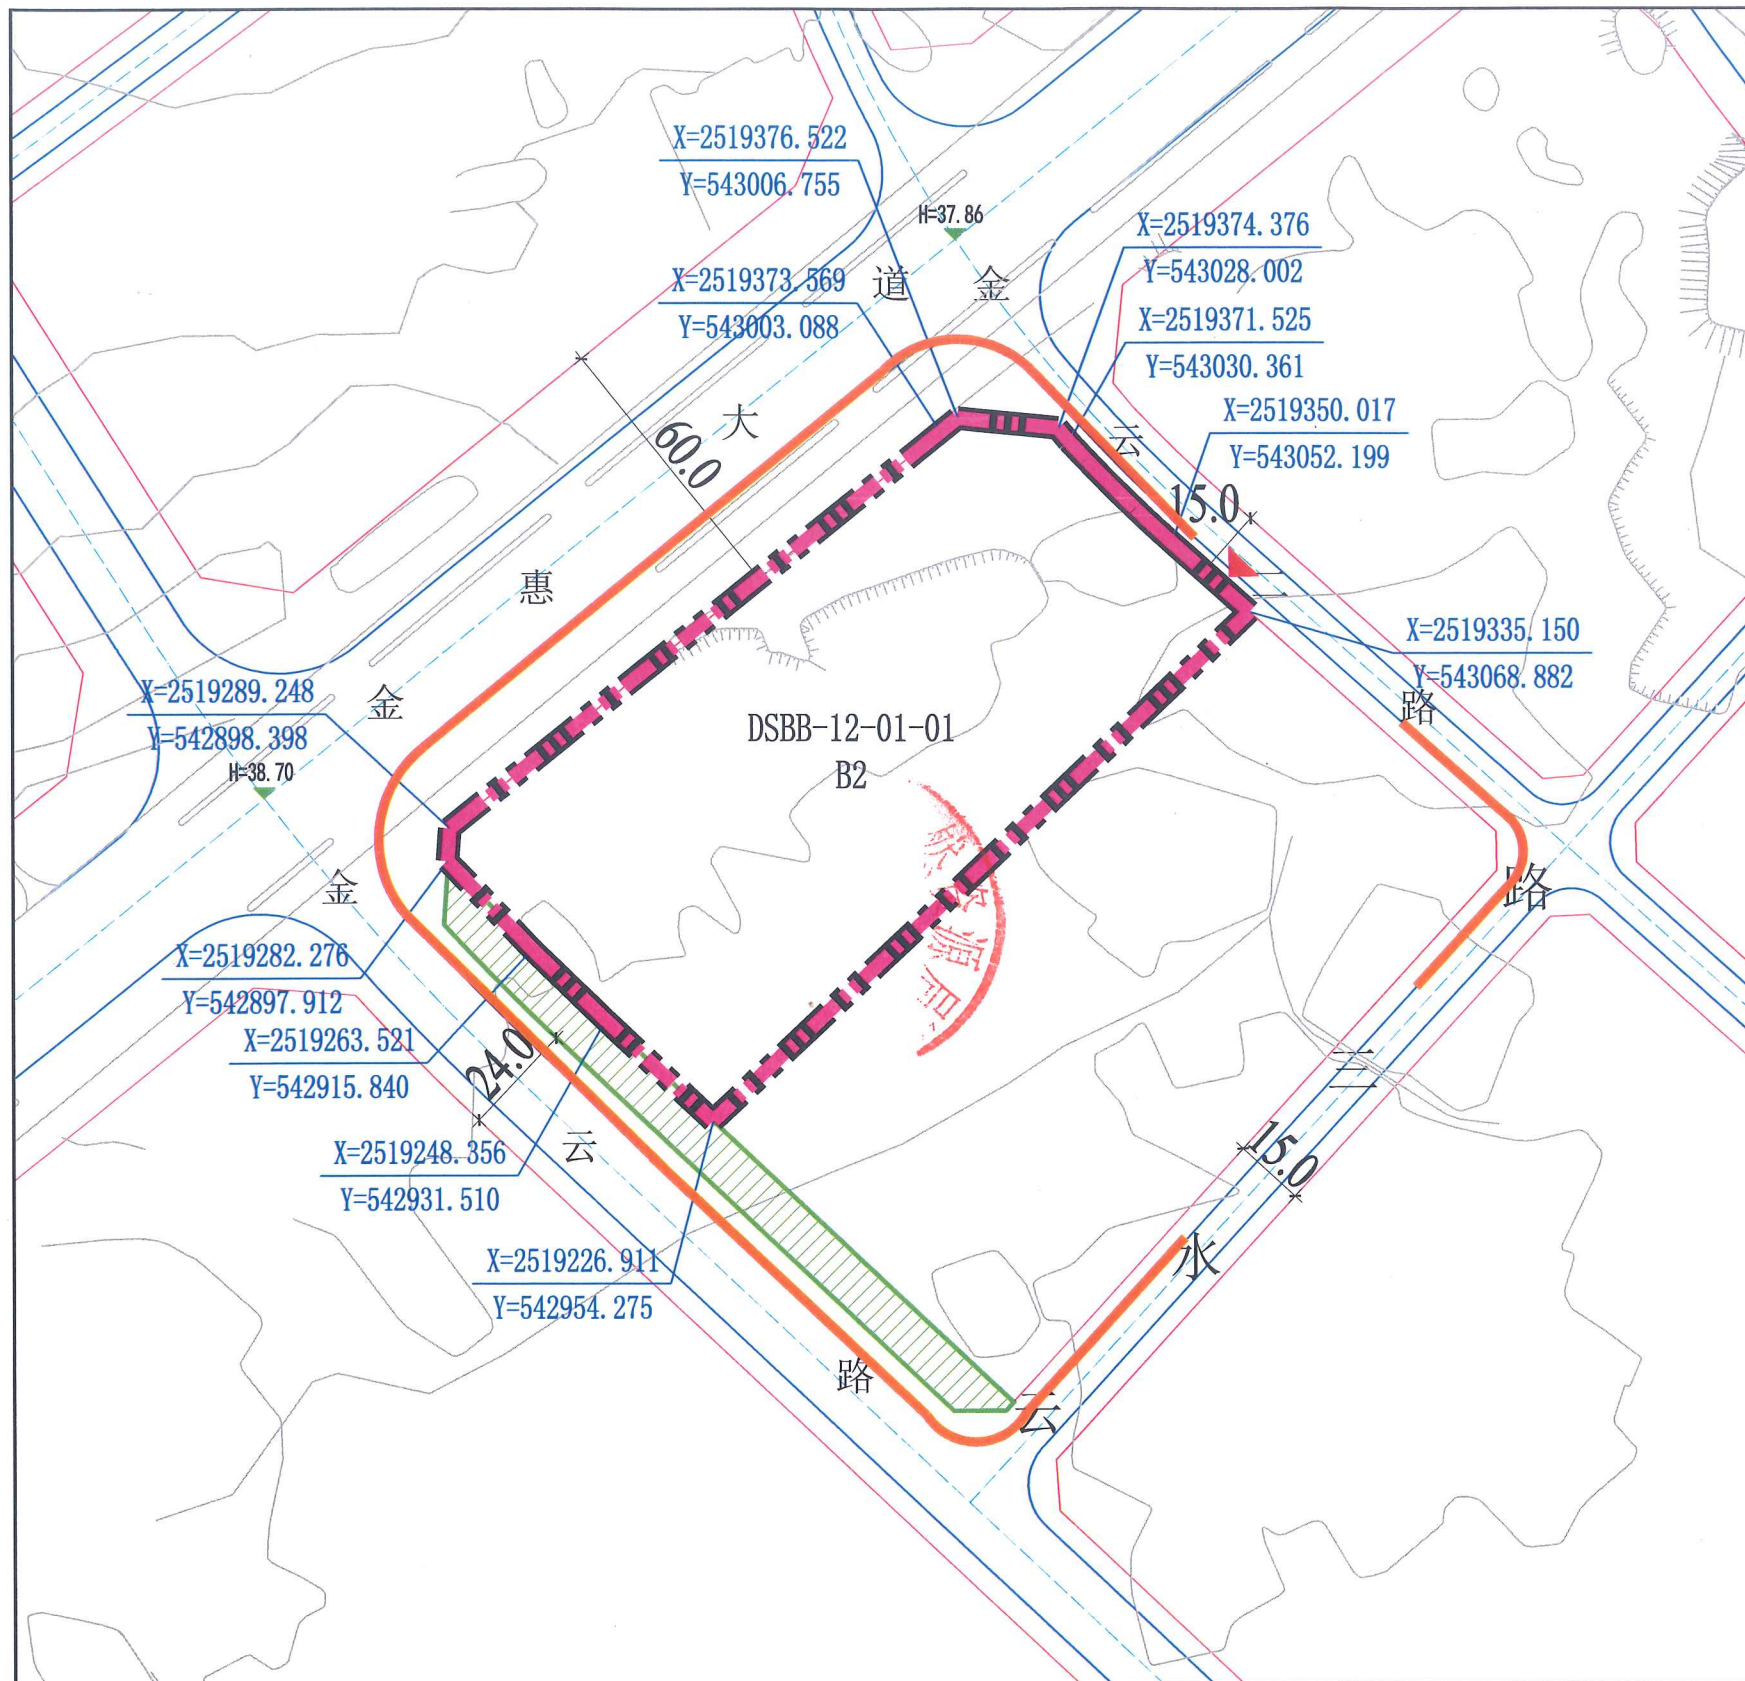 X=2519376.522
Y=543006.755
H=37.86
X=2519374.376
Y=543028.002
X=2519373.569
Y=543003.088
道
金
X=2519371.525
Y=543030.361
大
云
X=2519350.017
Y=543052.199
60.0
15.0
惠
二
X=2519335.150
Y=543068.882
X=2519289.248
Y=542898.398
金
路
H=38.70
DSBB-12-01-01
B2
金
路
X=2519282.276
Y=542897.912
源局
X=2519263.521
Y=542915.840
24.0
三
云
X=2519248.356
Y=542931.510
15.0
水
X=2519226.911
Y=542954.275
路
云